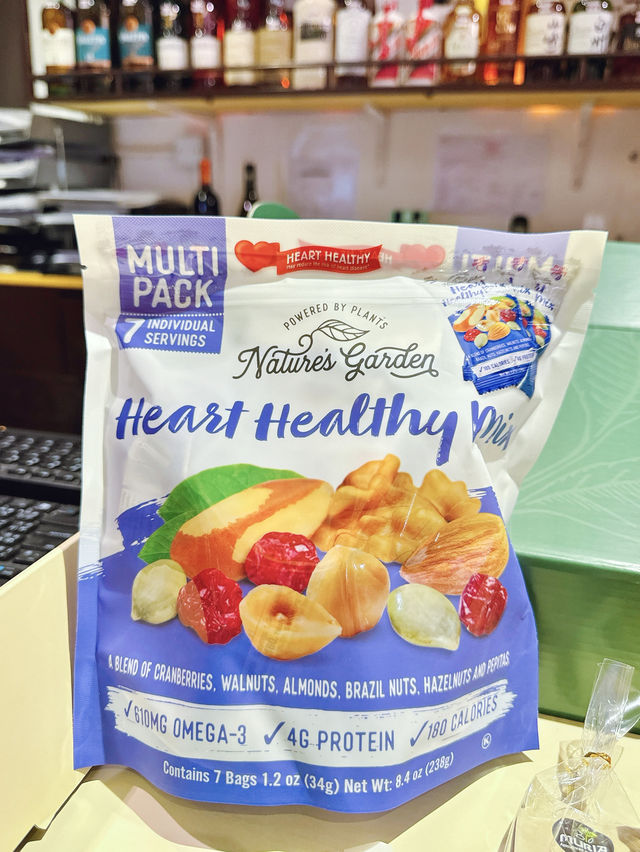 MULTI
PACK
7 INDIVIDUAL
SERVINGS
HEART HEALTHY
POWERED BY PLANTS
Nature's Garden
Heart Healthy Mix
A BLEND OF CRANBERRIES, WALNUTS, ALMONDS, BRAZIL NUTS, HAZELNUTS AND PEPITAS
✓610MG OMEGA-3 ✓4G PROTEIN ✓180 CALORIES
K
Contains 7 Bags 1.2 oz (34g) Net Wt: 8.4 oz (238g)